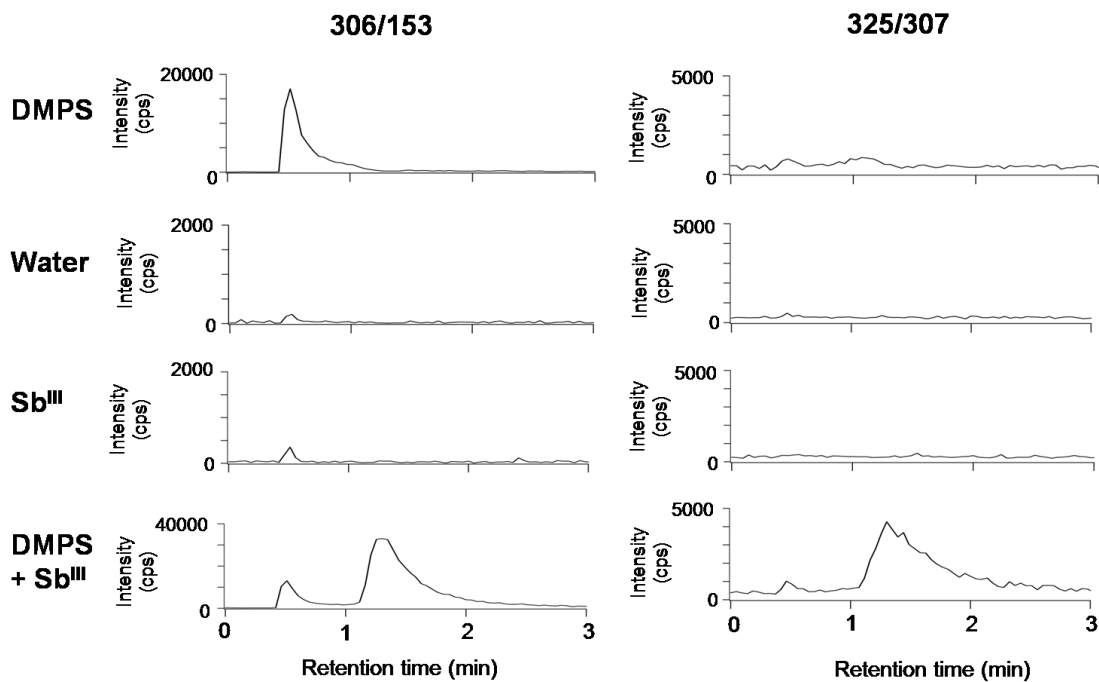 306/153 325/307
DMPS
Intensity (cps)
20000
0
Intensity (cps)
5000
0
Water
Intensity (cps)
2000
0
Intensity (cps)
5000
0
Sbᴵᴵᴵ
Intensity (cps)
2000
0
Intensity (cps)
5000
0
DMPS
+ Sbᴵᴵᴵ
Intensity (cps)
40000
0
0 1 2 3
Retention time (min)
Intensity (cps)
5000
0
0 1 2 3
Retention time (min)